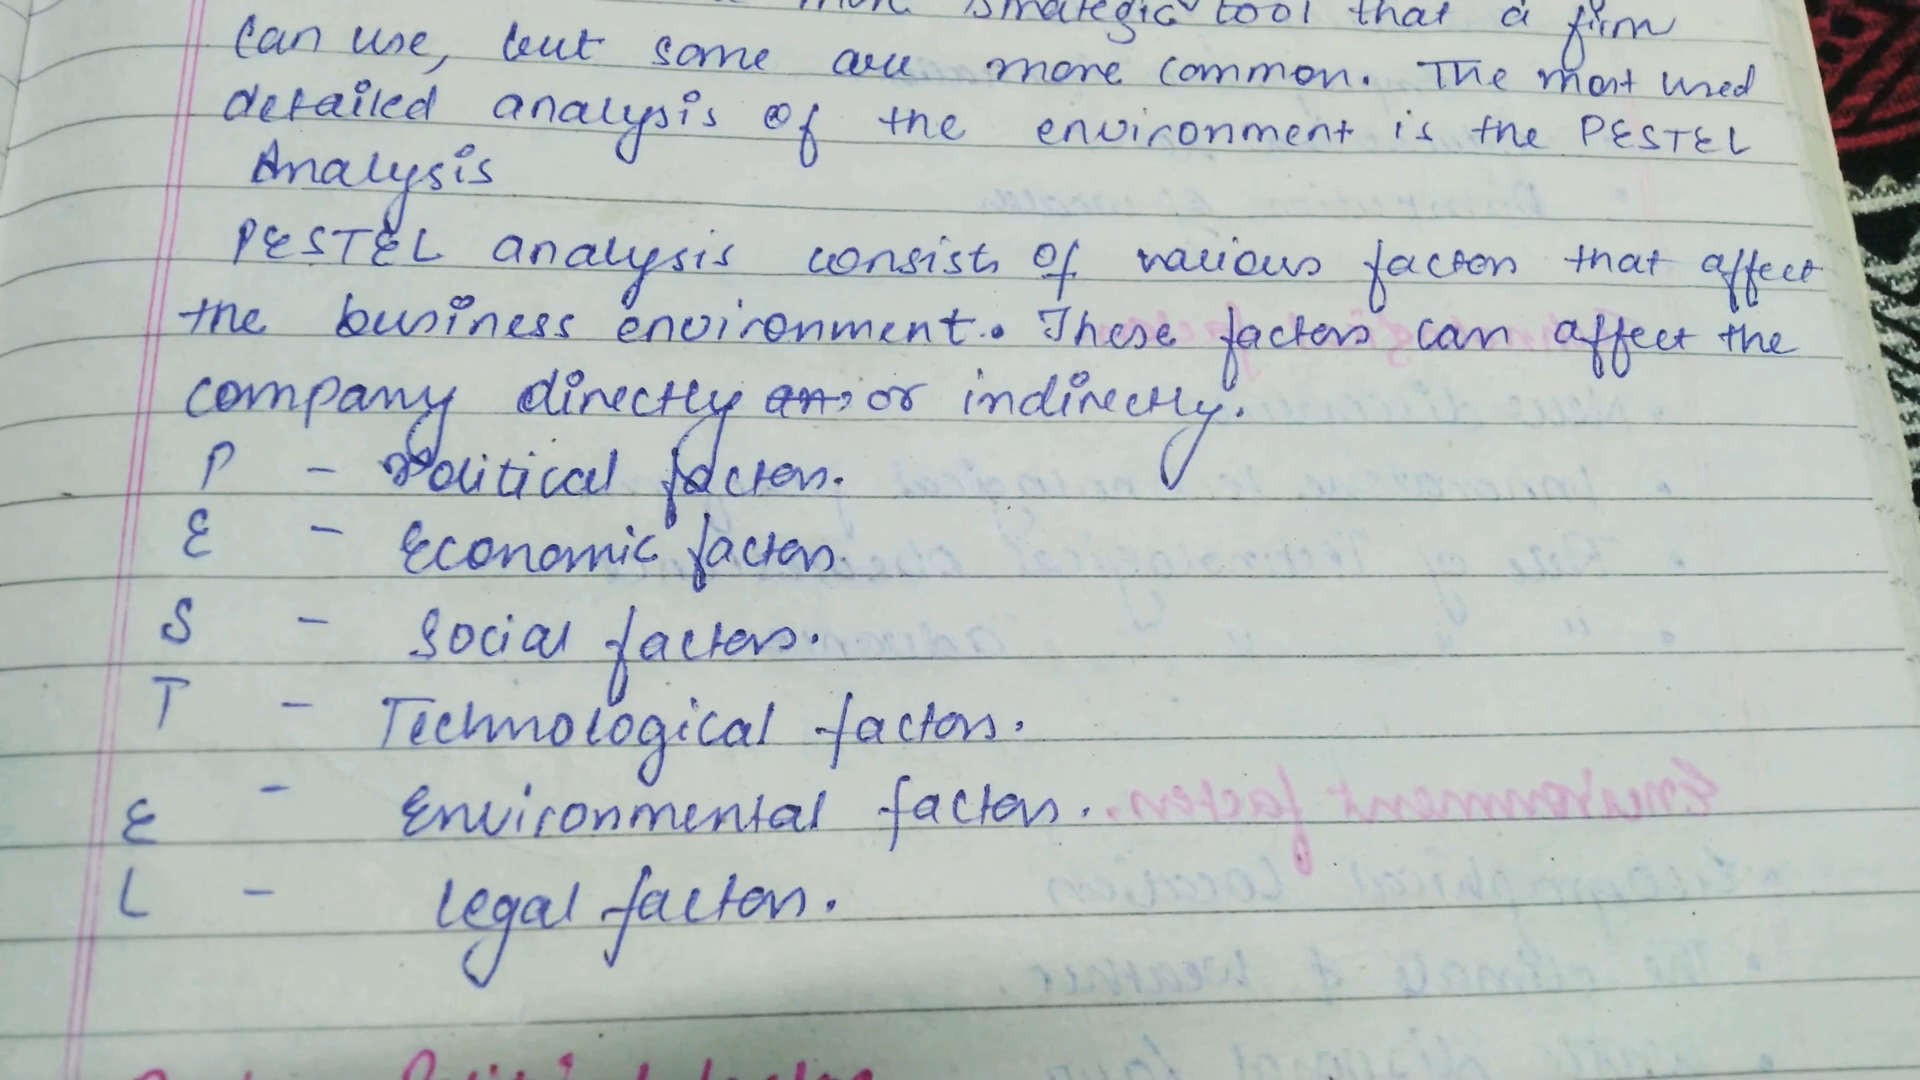 strategic tool that a firm
can use, but some are more common. The most used
detailed analysis of the environment is the PESTEL
Analysis
PESTEL analysis consists of various factors that affect
the business environment. These factors can affect the
company directly or indirectly.
P - Political factors.
E - Economic factors.
S - Social factors.
T - Technological factors.
E - Environmental factors.
L - Legal factors.